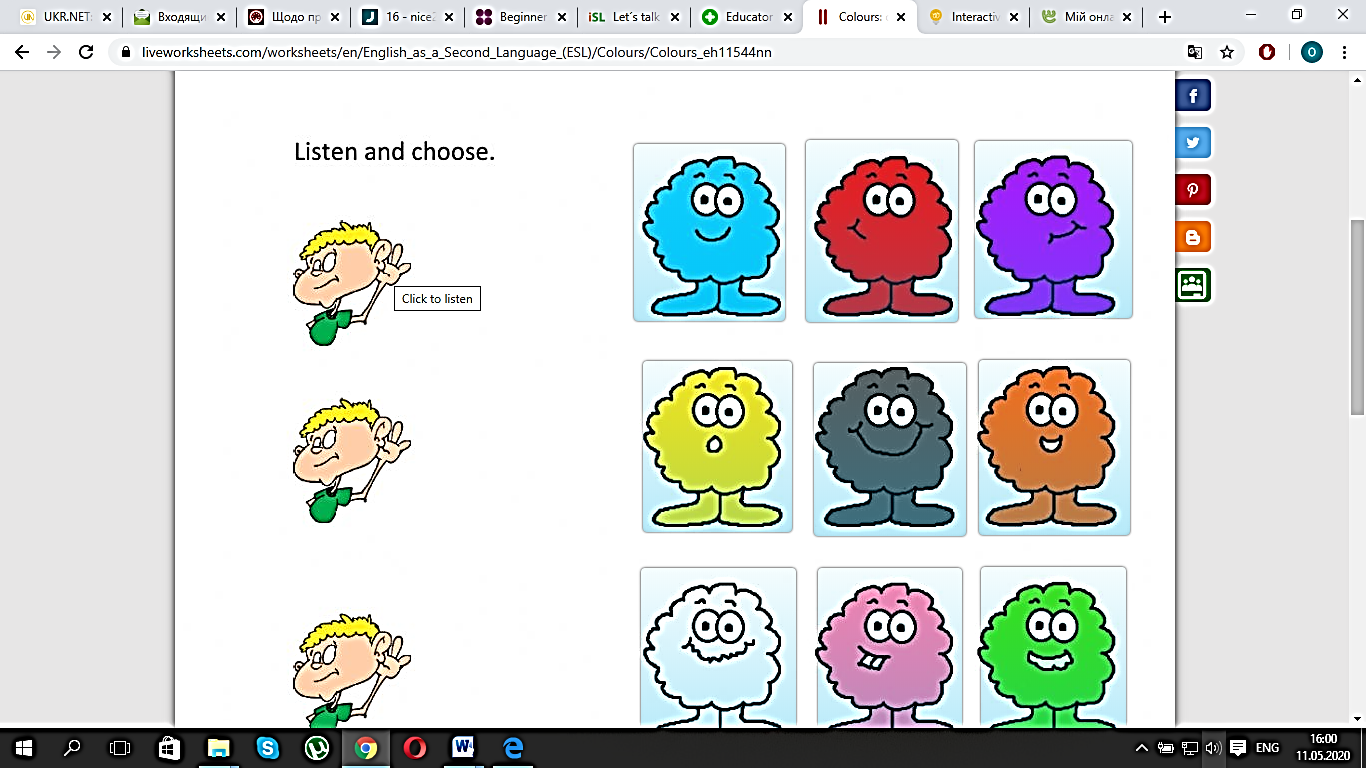 UKR.NET:
Входящи
Щодо пр
16 - nice2
Beginner
Let´s talk
Educator
Colours: c
Interactiv
Мій онла
liveworksheets.com/worksheets/en/English_as_a_Second_Language_(ESL)/Colours/Colours_eh11544nn
O
Listen and choose.
Click to listen
ENG
16:00
11.05.2020